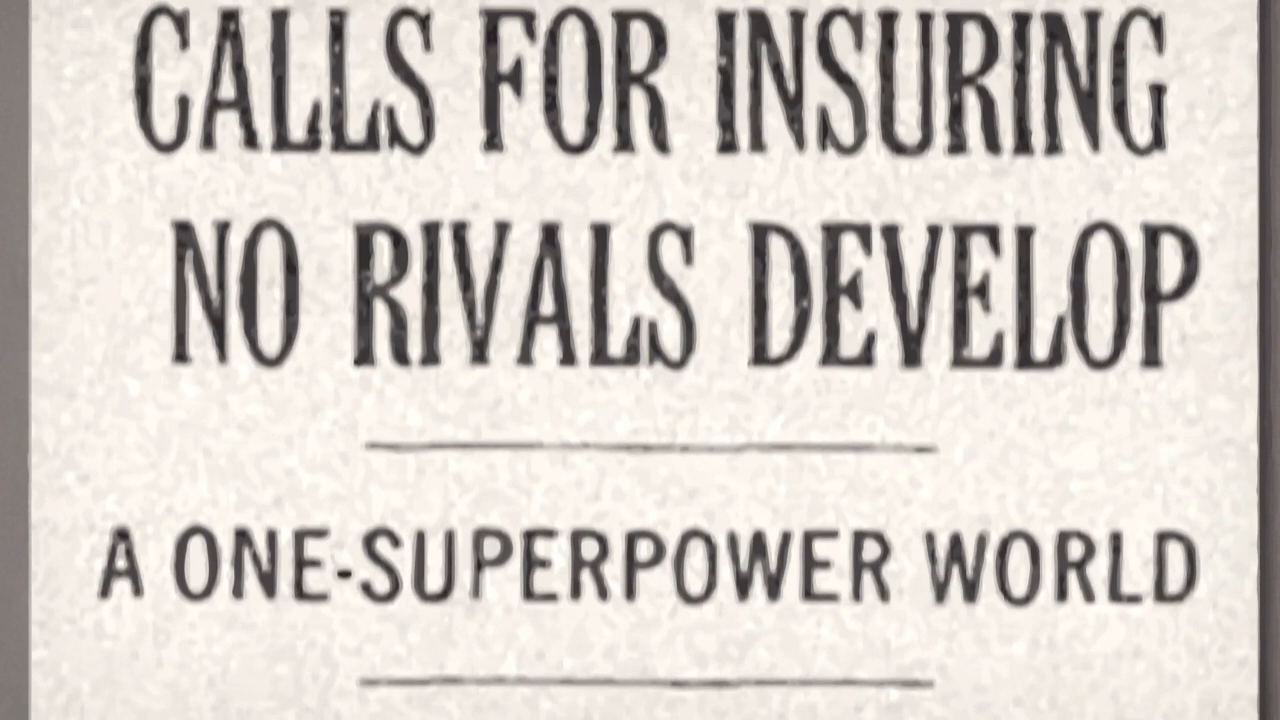 CALLS FOR INSURING
NO RIVALS DEVELOP
A ONE-SUPERPOWER WORLD